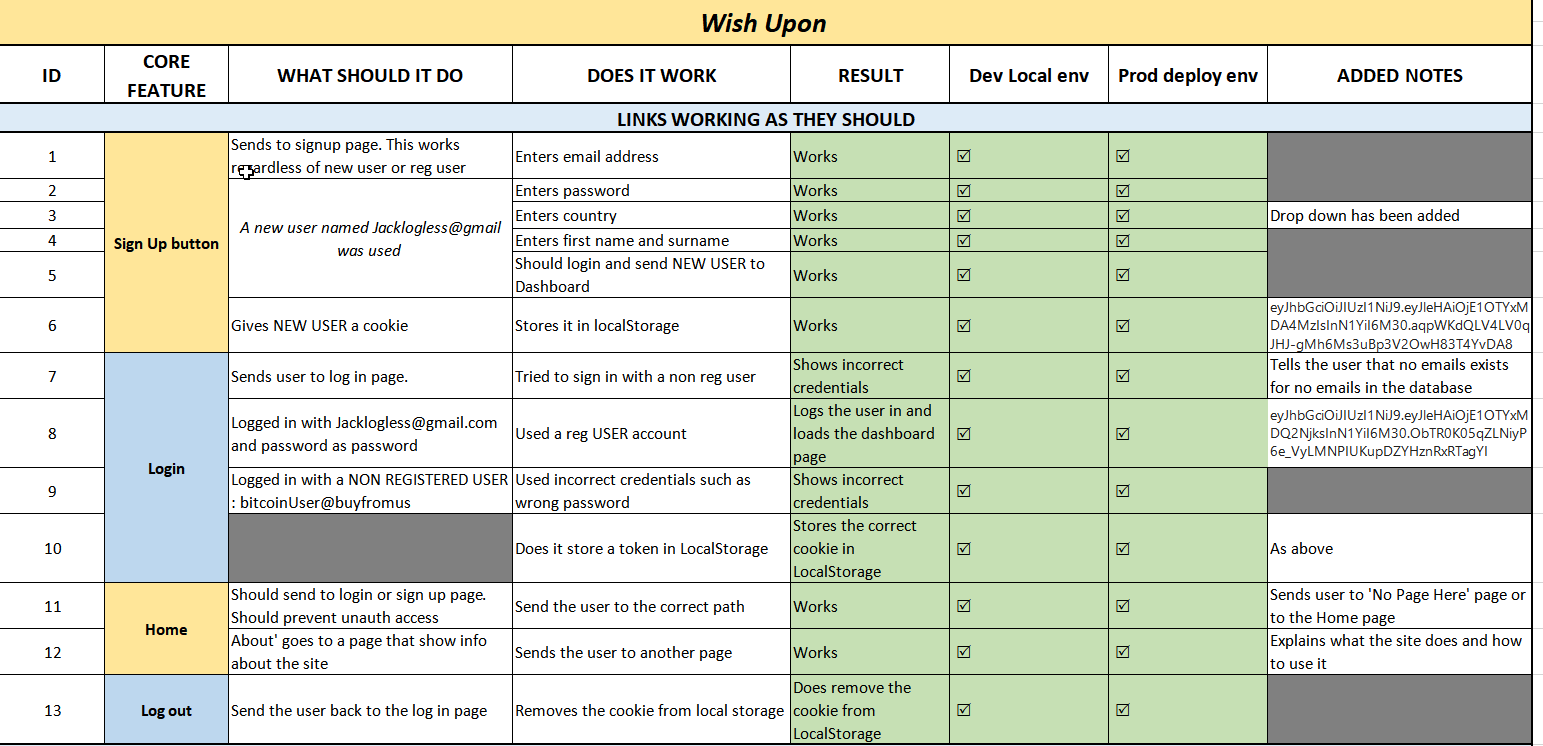 Wish Upon
ID
CORE
FEATURE
WHAT SHOULD IT DO
DOES IT WORK
RESULT
Dev Local env
Prod deploy env
ADDED NOTES
LINKS WORKING AS THEY SHOULD
Sign Up button
1
Sends to signup page. This works
regardless of new user or reg user
Enters email address
Works
☑
☑
2
A new user named Jacklogless@gmail
was used
Enters password
Works
☑
☑
3
Enters country
Works
☑
☑
Drop down has been added
4
Enters first name and surname
Works
☑
☑
5
Should login and send NEW USER to
Dashboard
Works
☑
☑
6
Gives NEW USER a cookie
Stores it in localStorage
Works
☑
☑
eyJhbGciOiJIUzI1NiJ9.eyJleHAiOjE1OTYxM
DA4MzIsInN1YiI6M30.aqpWKdQLV4LV0q
JHJ-gMh6Ms3uBp3V2OwH83T4YvDA8
Login
7
Sends user to log in page.
Tried to sign in with a non reg user
Shows incorrect
credentials
☑
☑
Tells the user that no emails exists
for no emails in the database
8
Logged in with Jacklogless@gmail.com
and password as password
Used a reg USER account
Logs the user in and
loads the dashboard
page
☑
☑
eyJhbGciOiJIUzI1NiJ9.eyJleHAiOjE1OTYxM
DQ2NjksInN1YiI6M30.ObTR0K05qZLNiyP
6e_VyLMNPIUKupDZYHznRxRTagYI
9
Logged in with a NON REGISTERED USER
: bitcoinUser@buyfromus
Used incorrect credentials such as
wrong password
Shows incorrect
credentials
☑
☑
10
Does it store a token in LocalStorage
Stores the correct
cookie in
LocalStorage
☑
☑
As above
Home
11
Should send to login or sign up page.
Should prevent unauth access
Send the user to the correct path
Works
☑
☑
Sends user to 'No Page Here' page or
to the Home page
12
About' goes to a page that show info
about the site
Sends the user to another page
Works
☑
☑
Explains what the site does and how
to use it
Log out
13
Send the user back to the log in page
Removes the cookie from local storage
Does remove the
cookie from
LocalStorage
☑
☑